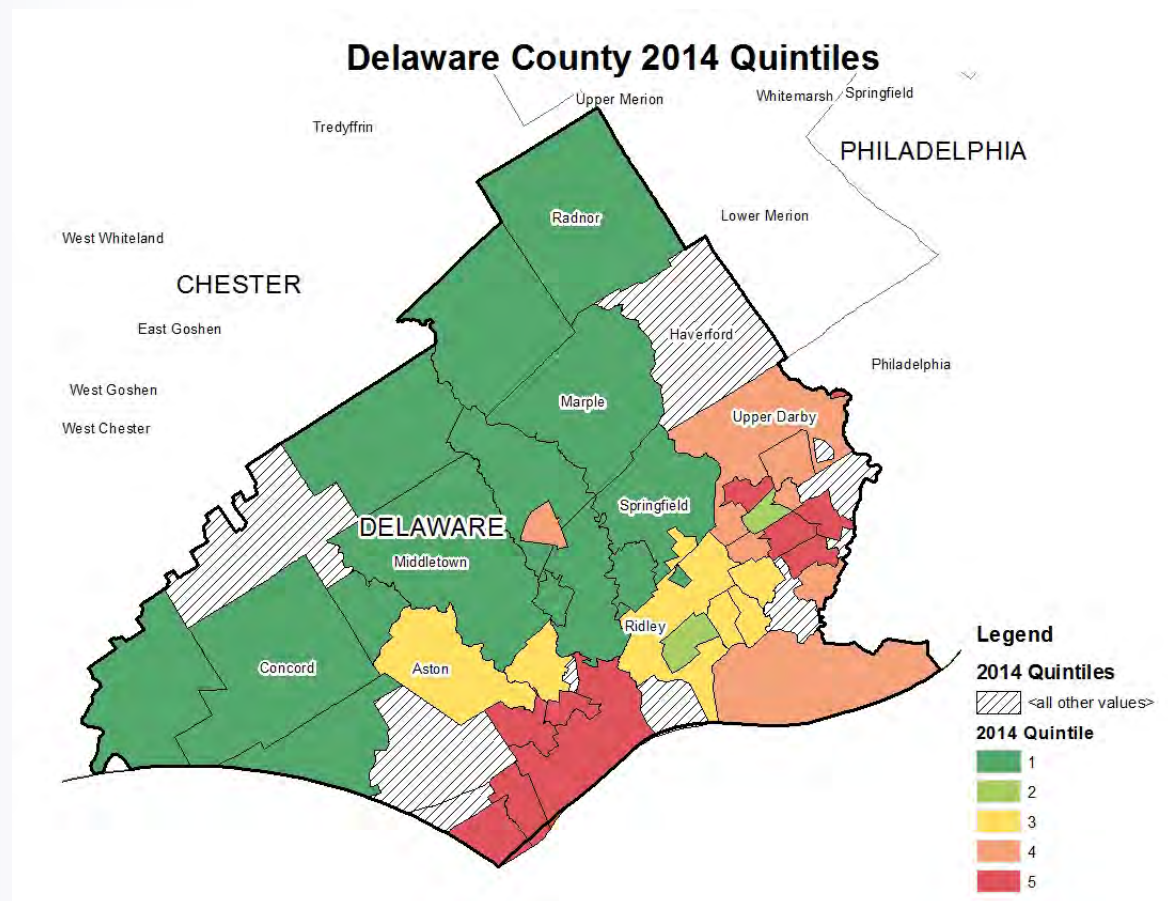 Delaware County 2014 Quintiles
Upper Merion
Whitemarsh
Springfield
Tredyffrin
PHILADELPHIA
Radnor
Lower Merion
West Whiteland
CHESTER
East Goshen
Haverford
Philadelphia
West Goshen
Marple
Upper Darby
West Chester
Springfield
DELAWARE
Middletown
Ridley
Concord
Aston
Legend
2014 Quintiles
<all other values>
2014 Quintile
1
2
3
4
5